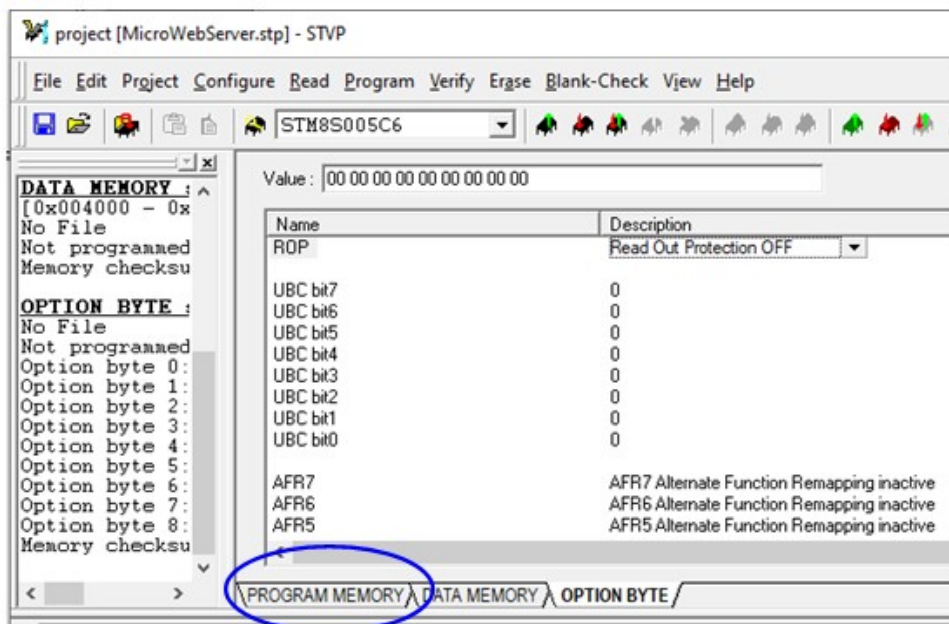 project [MicroWebServer.stp] - STVP
File Edit Project Configure Read Program Verify Erase Blank-Check View Help
STM8S005C6
DATA MEMORY :
[0x004000 - 0x
No File
Not programmed
Memory checksu
OPTION BYTE :
No File
Not programmed
Option byte 0:
Option byte 1:
Option byte 2:
Option byte 3:
Option byte 4:
Option byte 5:
Option byte 6:
Option byte 7:
Option byte 8:
Memory checksu
Value : 00 00 00 00 00 00 00 00 00
Name Description
ROP Read Out Protection OFF
UBC bit7 0
UBC bit6 0
UBC bit5 0
UBC bit4 0
UBC bit3 0
UBC bit2 0
UBC bit1 0
UBC bit0 0
AFR7 AFR7 Alternate Function Remapping inactive
AFR6 AFR6 Alternate Function Remapping inactive
AFR5 AFR5 Alternate Function Remapping inactive
PROGRAM MEMORY DATA MEMORY OPTION BYTE